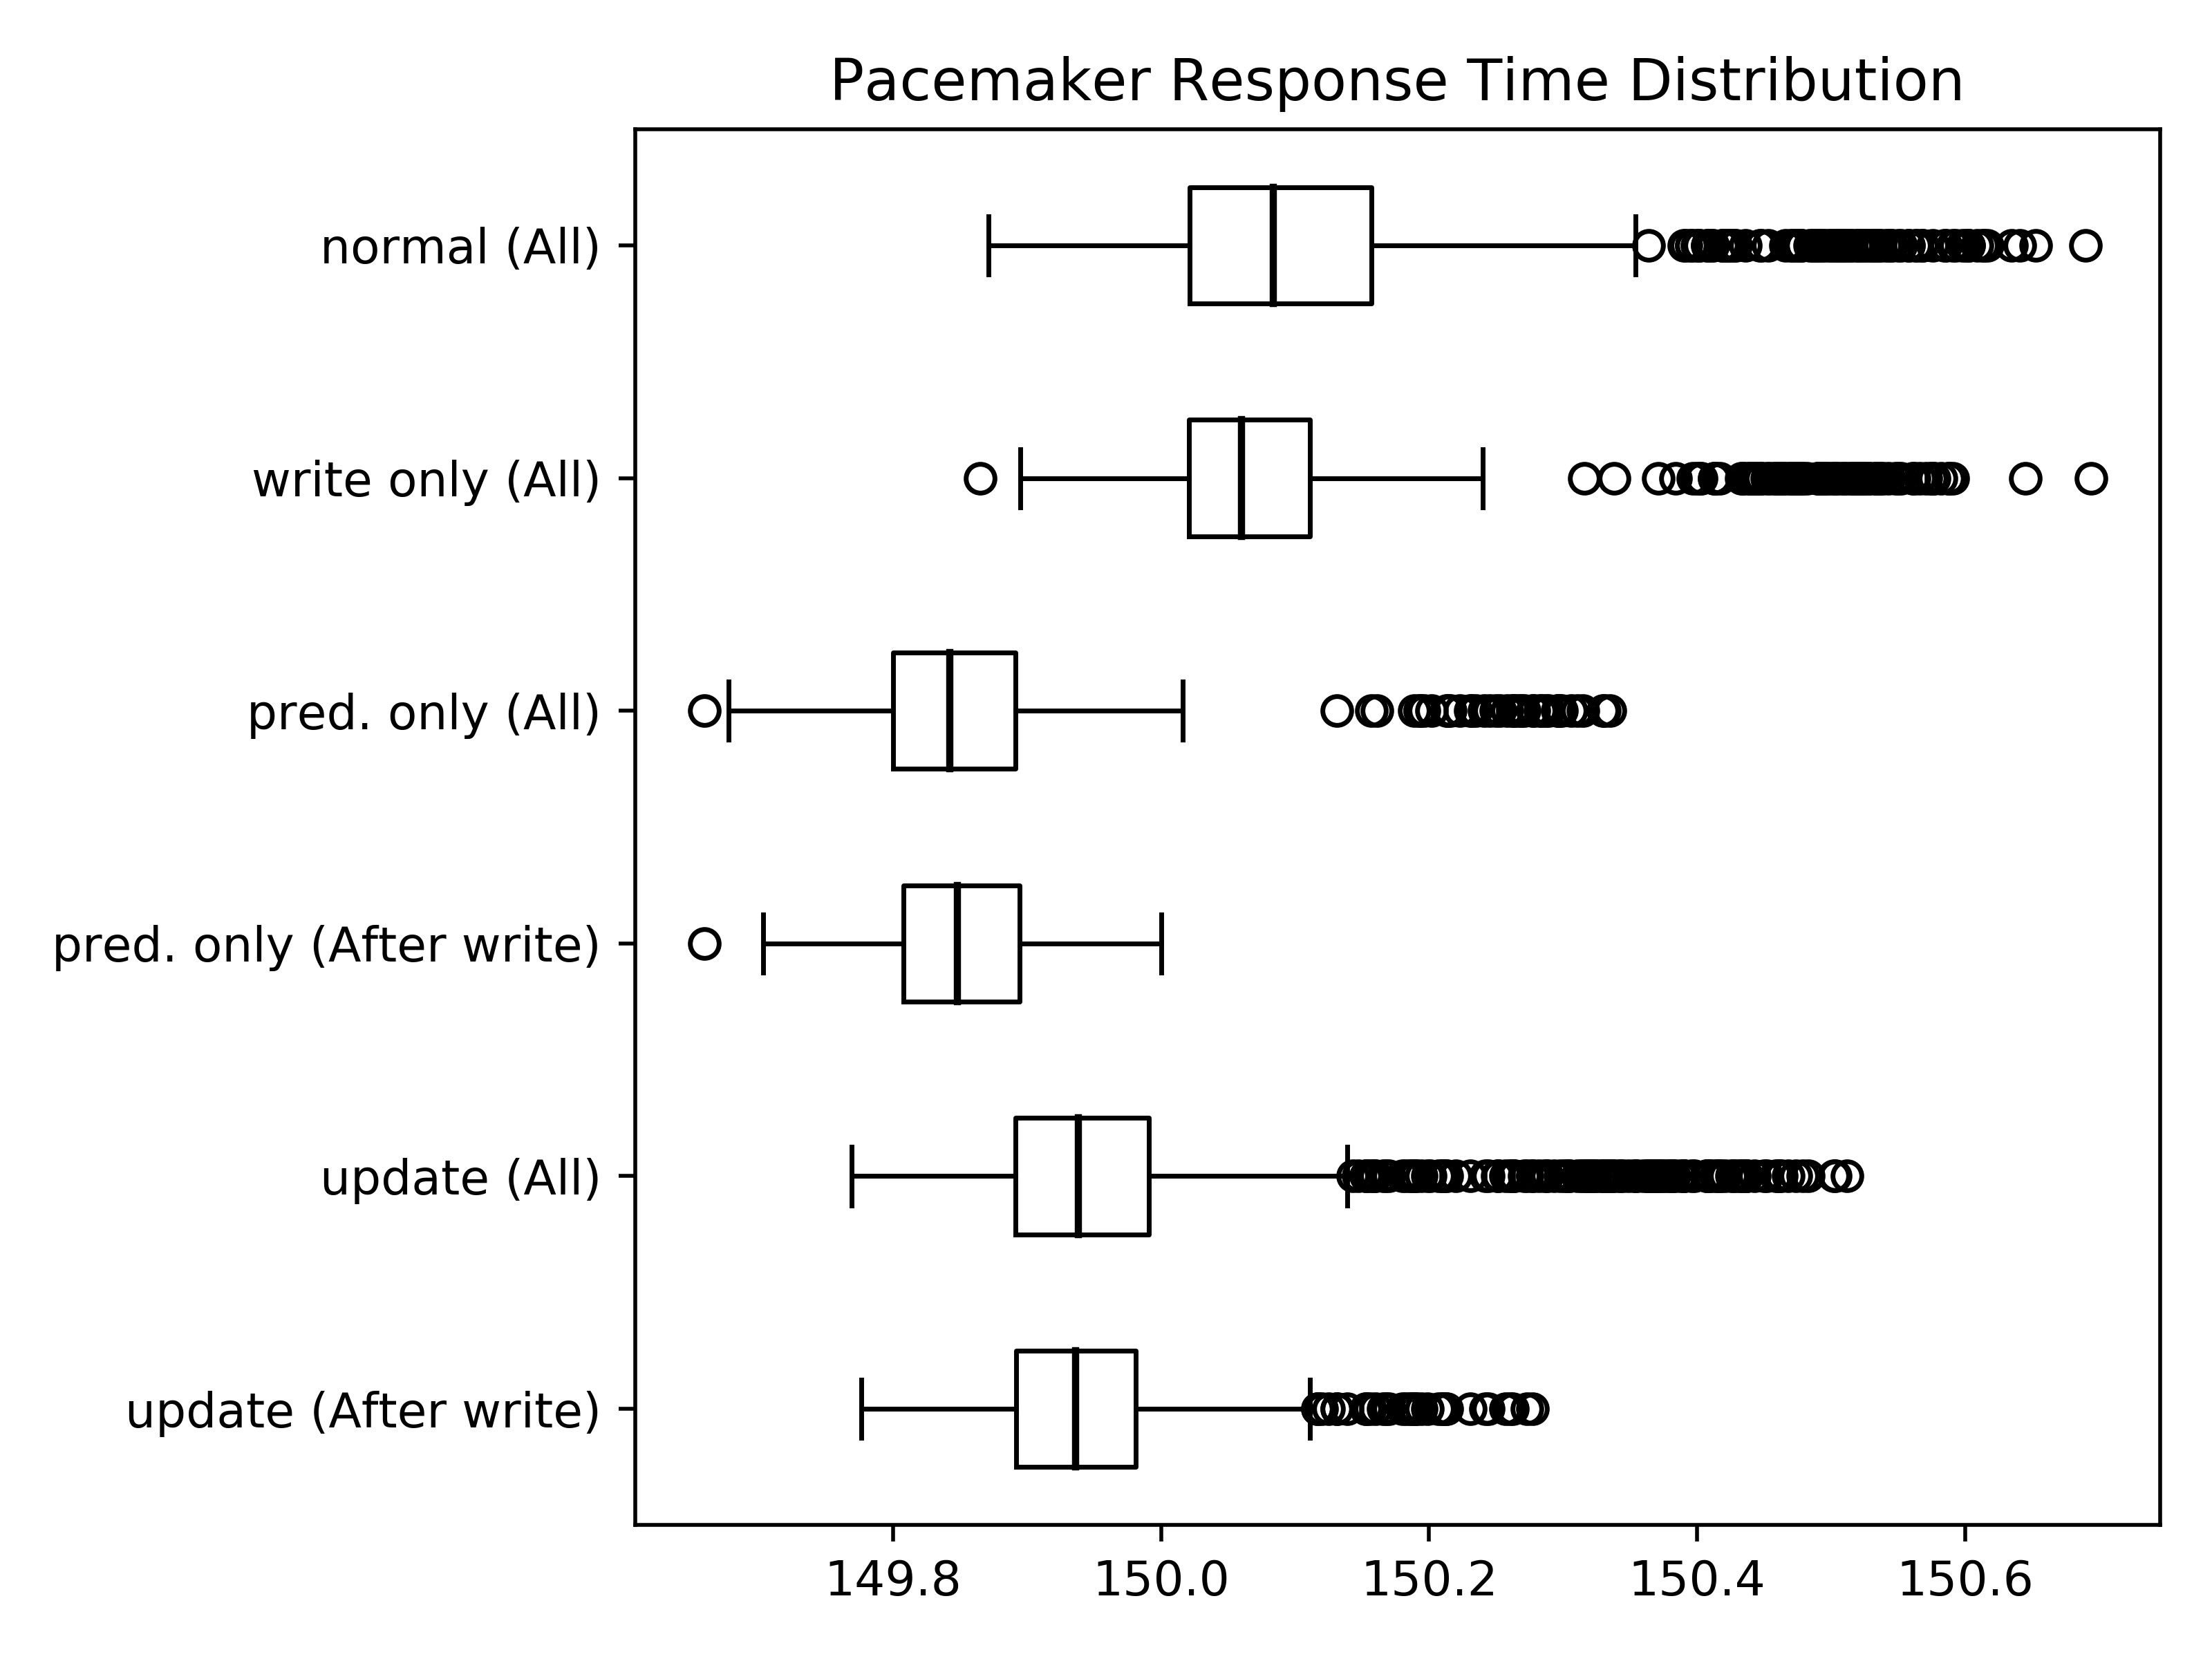 Pacemaker Response Time Distribution
normal (All)
write only (All)
pred. only (All)
pred. only (After write)
update (All)
update (After write)
149.8 150.0 150.2 150.4 150.6